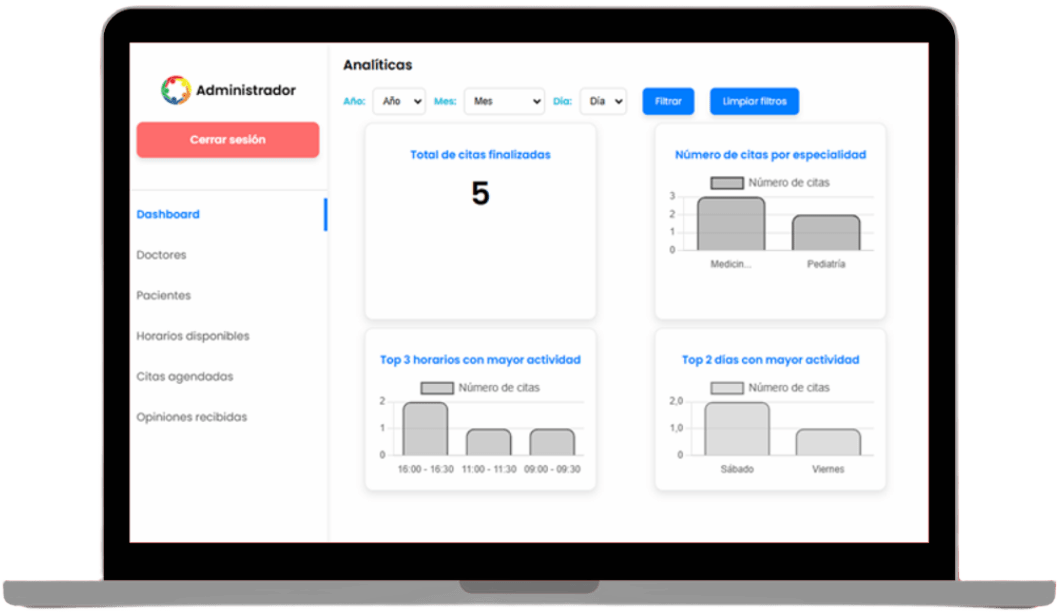 Administrador
Cerrar sesión
Dashboard
Doctores
Pacientes
Horarios disponibles
Citas agendadas
Opiniones recibidas
Analíticas
Año: Año Mes: Mes Día: Día Filtrar Limpiar filtros
Total de citas finalizadas
5
Número de citas por especialidad
Número de citas
3
2
1
0
Medicin... Pediatría
Top 3 horarios con mayor actividad
Número de citas
2
1
0
16:00 - 16:30 11:00 - 11:30 09:00 - 09:30
Top 2 días con mayor actividad
Número de citas
2,0
1,0
0
Sábado Viernes